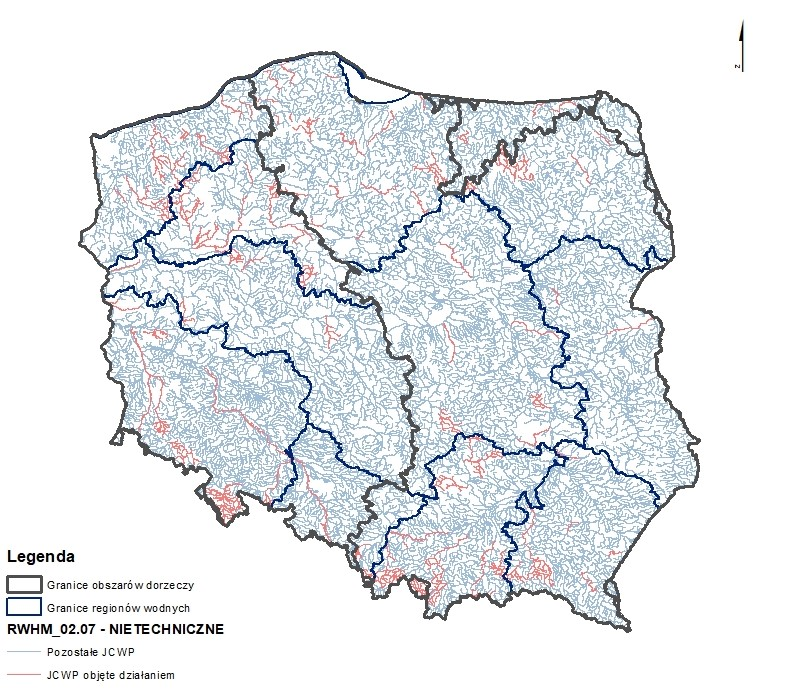 z
Legenda
Granice obszarów dorzeczy
Granice regionów wodnych
RWHM_02.07 - NIETECHNICZNE
Pozostałe JCWP
JCWP objęte działaniem